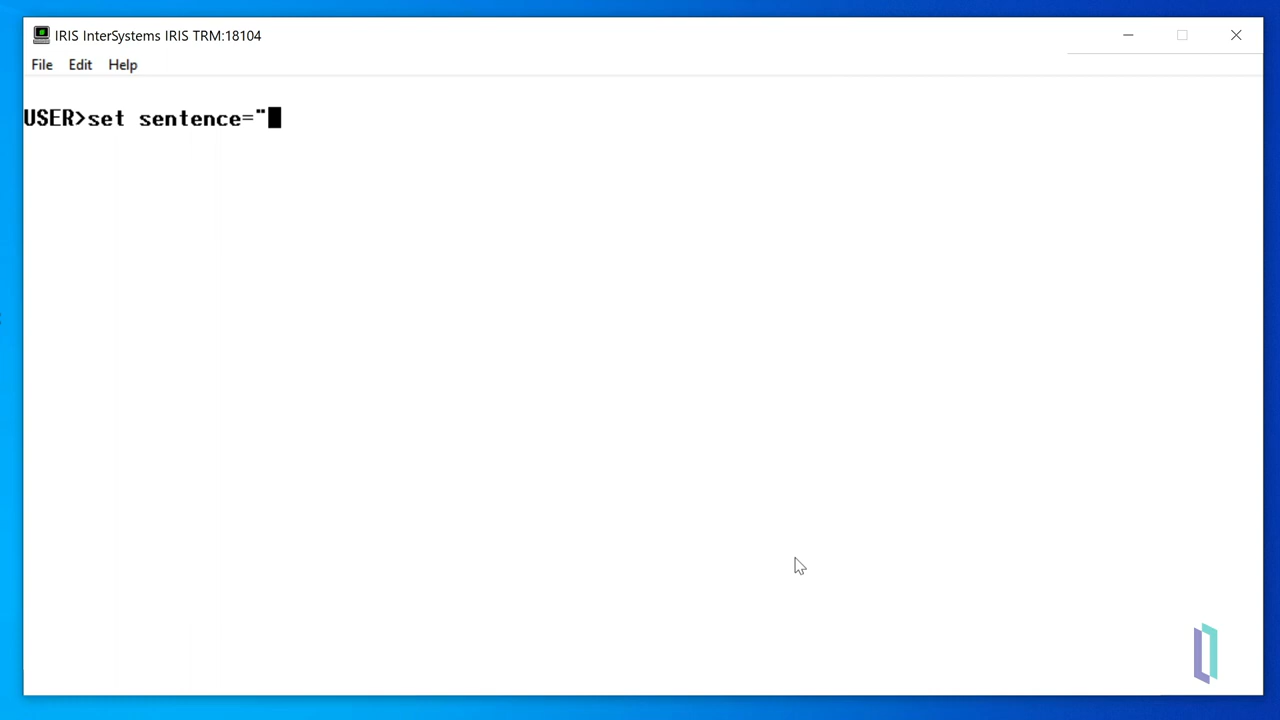 IRIS InterSystems IRIS TRM:18104
File Edit Help
USER>set sentence="